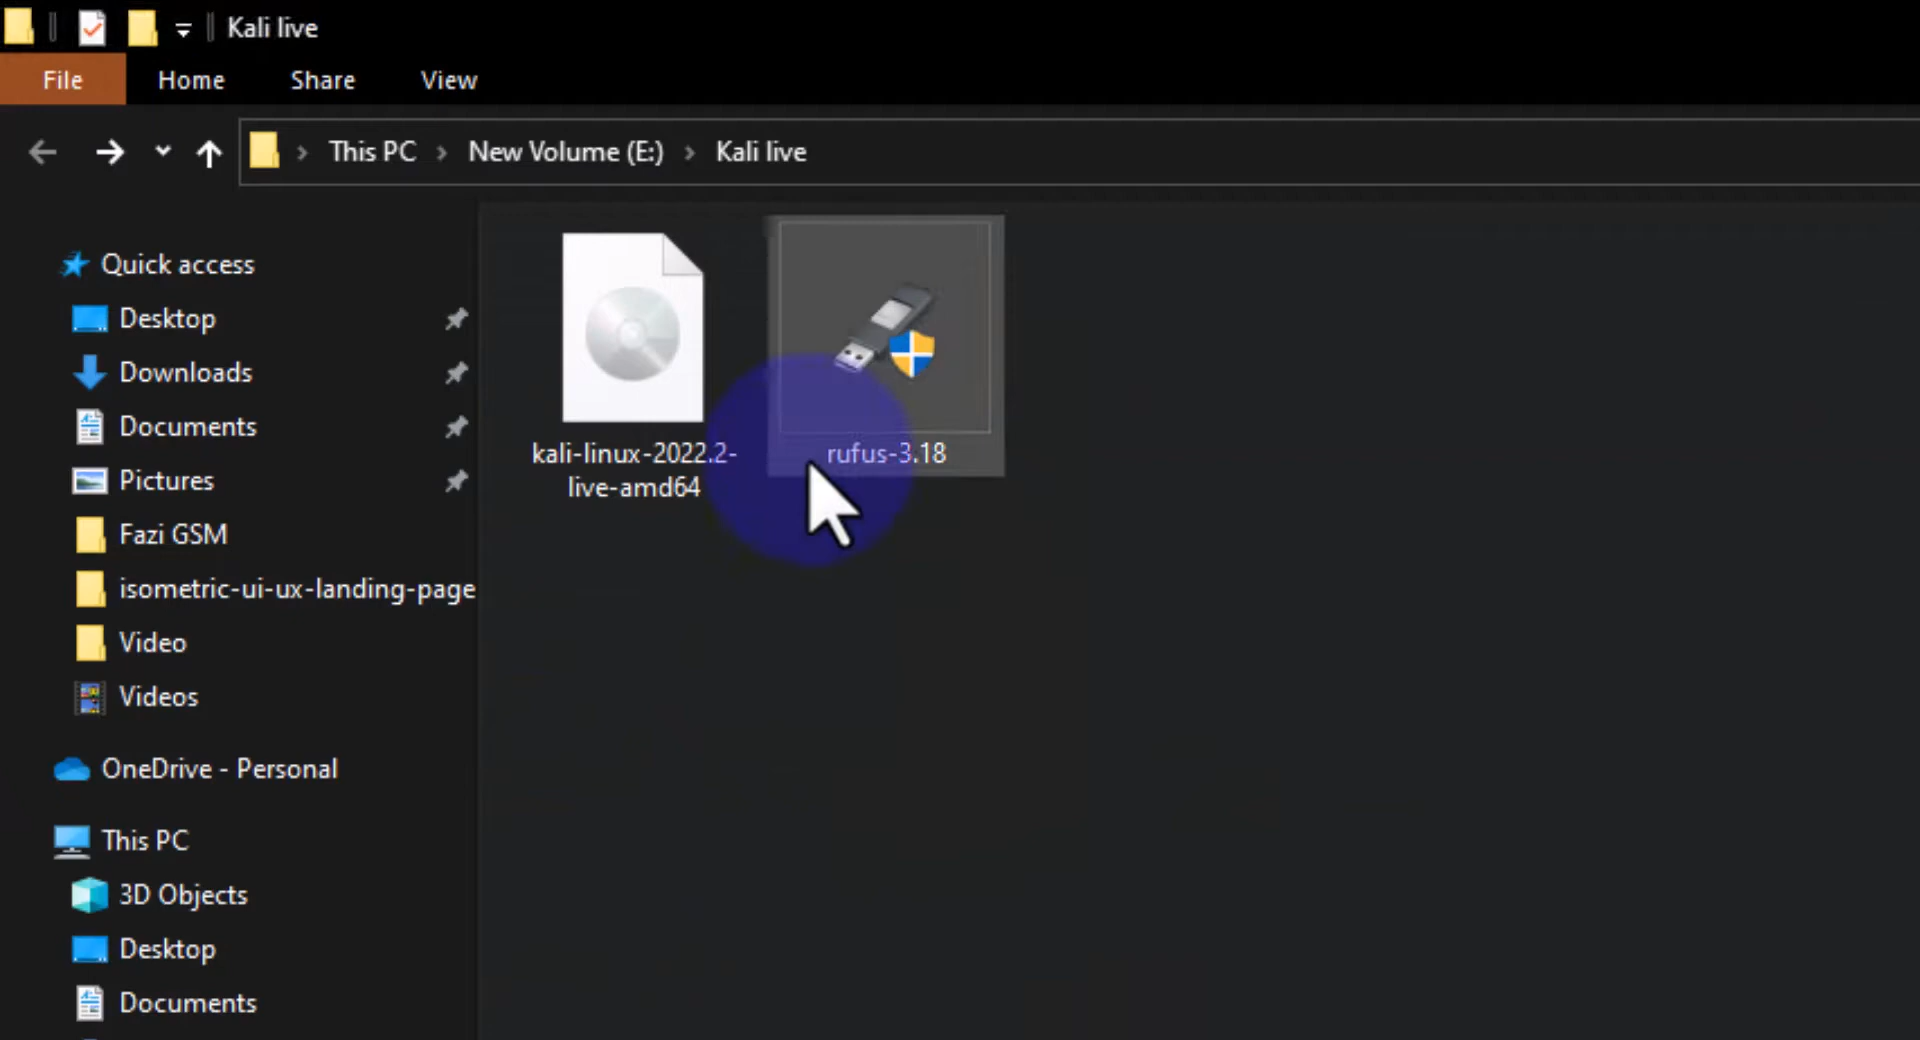 Kali live
File Home Share View
This PC New Volume (E:) Kali live
Quick access
Desktop
Downloads
Documents
Pictures
Fazi GSM
isometric-ui-ux-landing-page
Video
Videos
OneDrive - Personal
This PC
3D Objects
Desktop
Documents
kali-linux-2022.2-
live-amd64
rufus-3.18